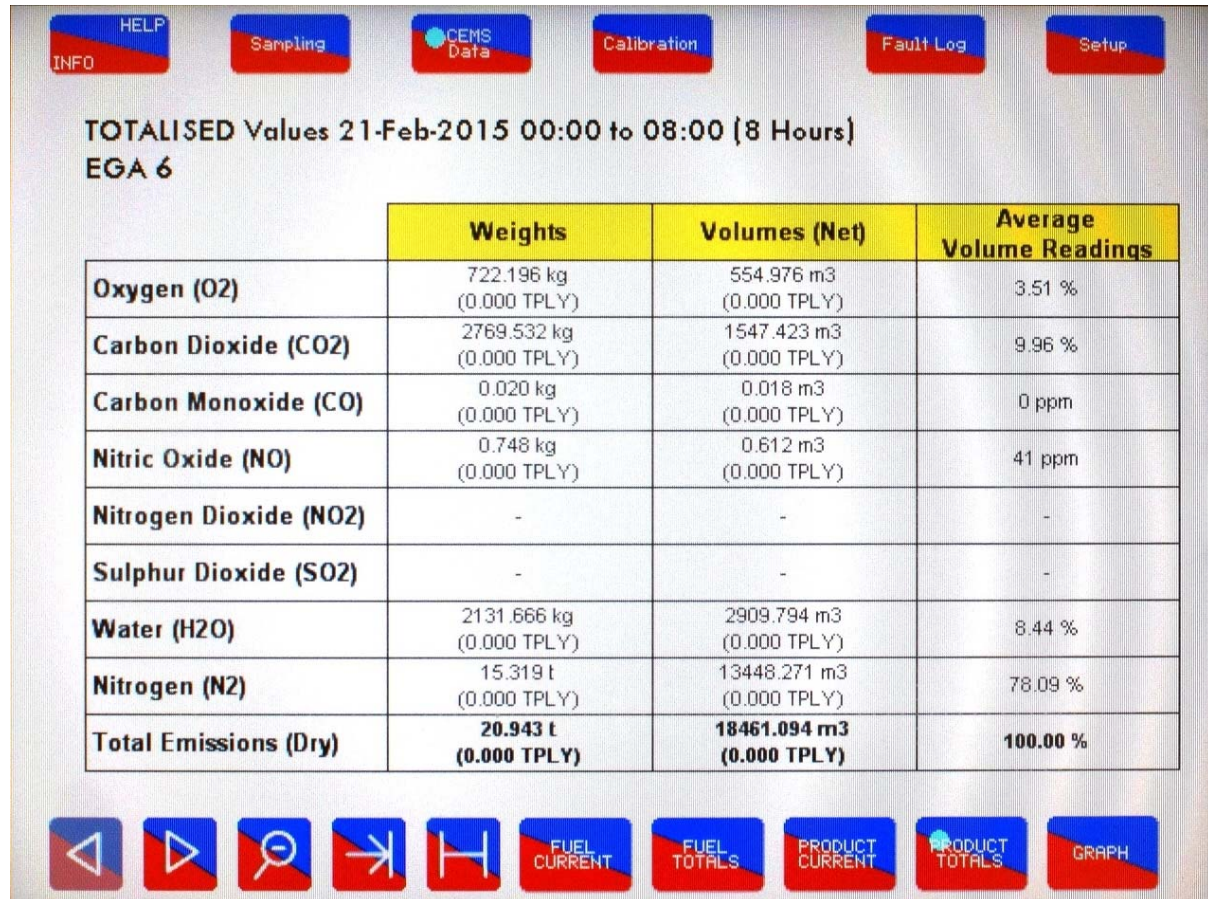 HELP
INFO
Sampling
CEMS
Data
Calibration
Fault Log
Setup
TOTALISED Values 21-Feb-2015 00:00 to 08:00 (8 Hours)
EGA 6
Weights Volumes (Net) Average
Volume Readings
Oxygen (O2) 722.196 kg 554.976 m3 3.51 %
(0.000 TPLY) (0.000 TPLY)
Carbon Dioxide (CO2) 2769.532 kg 1547.423 m3 9.96 %
(0.000 TPLY) (0.000 TPLY)
Carbon Monoxide (CO) 0.020 kg 0.018 m3 0 ppm
(0.000 TPLY) (0.000 TPLY)
Nitric Oxide (NO) 0.748 kg 0.612 m3 41 ppm
(0.000 TPLY) (0.000 TPLY)
Nitrogen Dioxide (NO2) - - -
Sulphur Dioxide (SO2) - - -
Water (H2O) 2131.666 kg 2909.794 m3 8.44 %
(0.000 TPLY) (0.000 TPLY)
Nitrogen (N2) 15.319 t 13448.271 m3 78.09 %
(0.000 TPLY) (0.000 TPLY)
Total Emissions (Dry) 20.943 t 18461.094 m3 100.00 %
(0.000 TPLY) (0.000 TPLY)
FUEL
CURRENT
FUEL
TOTALS
PRODUCT
CURRENT
PRODUCT
TOTALS
GRAPH